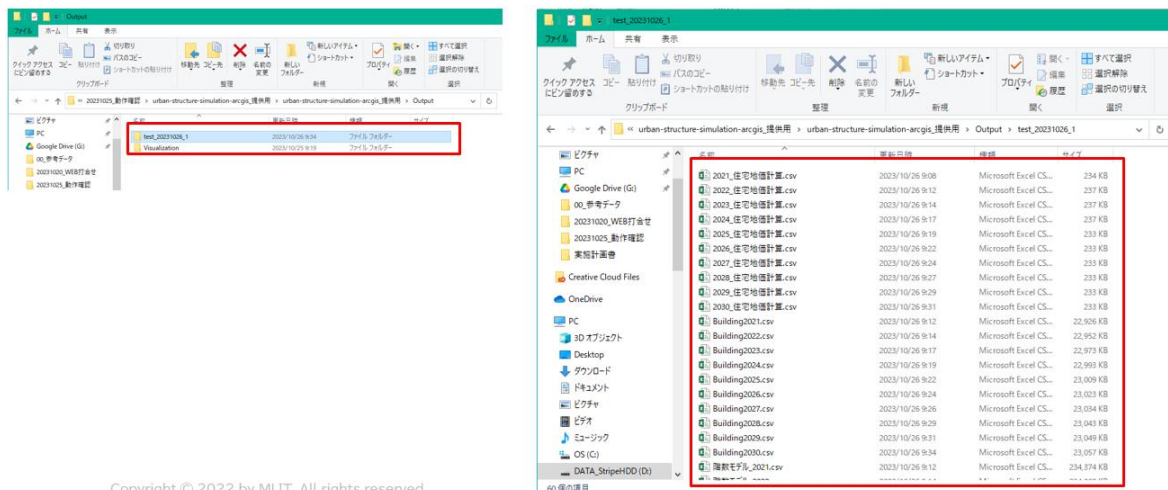 Output
ファイル ホーム 共有 表示
クイック アクセス にピン留めする
コピー 貼り付け
切り取り
パスのコピー
ショートカットの貼り付け
移動先 コピー先 削除 名前の変更
新しいフォルダー
新しいアイテム
ショートカット
プロパティ
開く
編集
履歴
すべて選択
選択解除
選択の切り替え
クリップボード 整理 新規 開く 選択
« 20231025_動作確認 › urban-structure-simulation-arcgis_提供用 › urban-structure-simulation-arcgis_提供用 › Output
ピクチャ
PC
Google Drive (G:)
00_参考データ
20231020_WEB打合せ
20231025_動作確認
名前 更新日時 種類 サイズ
test_20231026_1 2023/10/26 9:34 ファイル フォルダー
Visualization 2023/10/25 9:19 ファイル フォルダー
Copyright © 2022 by MLIT. All rights reserved.
test_20231026_1
ファイル ホーム 共有 表示
クイック アクセス にピン留めする
コピー 貼り付け
切り取り
パスのコピー
ショートカットの貼り付け
移動先 コピー先 削除 名前の変更
新しいフォルダー
新しいアイテム
ショートカット
プロパティ
開く
編集
履歴
すべて選択
選択解除
選択の切り替え
クリップボード 整理 新規 開く 選択
« urban-structure-simulation-arcgis_提供用 › urban-structure-simulation-arcgis_提供用 › Output › test_20231026_1
ピクチャ
PC
Google Drive (G:)
00_参考データ
20231020_WEB打合せ
20231025_動作確認
実施計画書
Creative Cloud Files
OneDrive
PC
3D オブジェクト
Desktop
ダウンロード
ドキュメント
ピクチャ
ビデオ
ミュージック
OS (C:)
DATA_StripeHDD (D:)
60 個の項目
名前 更新日時 種類 サイズ
2021_住宅地価計算.csv 2023/10/26 9:08 Microsoft Excel CS... 234 KB
2022_住宅地価計算.csv 2023/10/26 9:12 Microsoft Excel CS... 237 KB
2023_住宅地価計算.csv 2023/10/26 9:14 Microsoft Excel CS... 237 KB
2024_住宅地価計算.csv 2023/10/26 9:17 Microsoft Excel CS... 237 KB
2025_住宅地価計算.csv 2023/10/26 9:19 Microsoft Excel CS... 233 KB
2026_住宅地価計算.csv 2023/10/26 9:22 Microsoft Excel CS... 233 KB
2027_住宅地価計算.csv 2023/10/26 9:24 Microsoft Excel CS... 233 KB
2028_住宅地価計算.csv 2023/10/26 9:27 Microsoft Excel CS... 233 KB
2029_住宅地価計算.csv 2023/10/26 9:29 Microsoft Excel CS... 233 KB
2030_住宅地価計算.csv 2023/10/26 9:31 Microsoft Excel CS... 233 KB
Building2021.csv 2023/10/26 9:12 Microsoft Excel CS... 22,926 KB
Building2022.csv 2023/10/26 9:14 Microsoft Excel CS... 22,952 KB
Building2023.csv 2023/10/26 9:17 Microsoft Excel CS... 22,973 KB
Building2024.csv 2023/10/26 9:19 Microsoft Excel CS... 22,993 KB
Building2025.csv 2023/10/26 9:22 Microsoft Excel CS... 23,009 KB
Building2026.csv 2023/10/26 9:24 Microsoft Excel CS... 23,023 KB
Building2027.csv 2023/10/26 9:26 Microsoft Excel CS... 23,034 KB
Building2028.csv 2023/10/26 9:29 Microsoft Excel CS... 23,043 KB
Building2029.csv 2023/10/26 9:31 Microsoft Excel CS... 23,049 KB
Building2030.csv 2023/10/26 9:34 Microsoft Excel CS... 23,057 KB
階数モデル_2021.csv 2023/10/26 9:12 Microsoft Excel CS... 234,374 KB